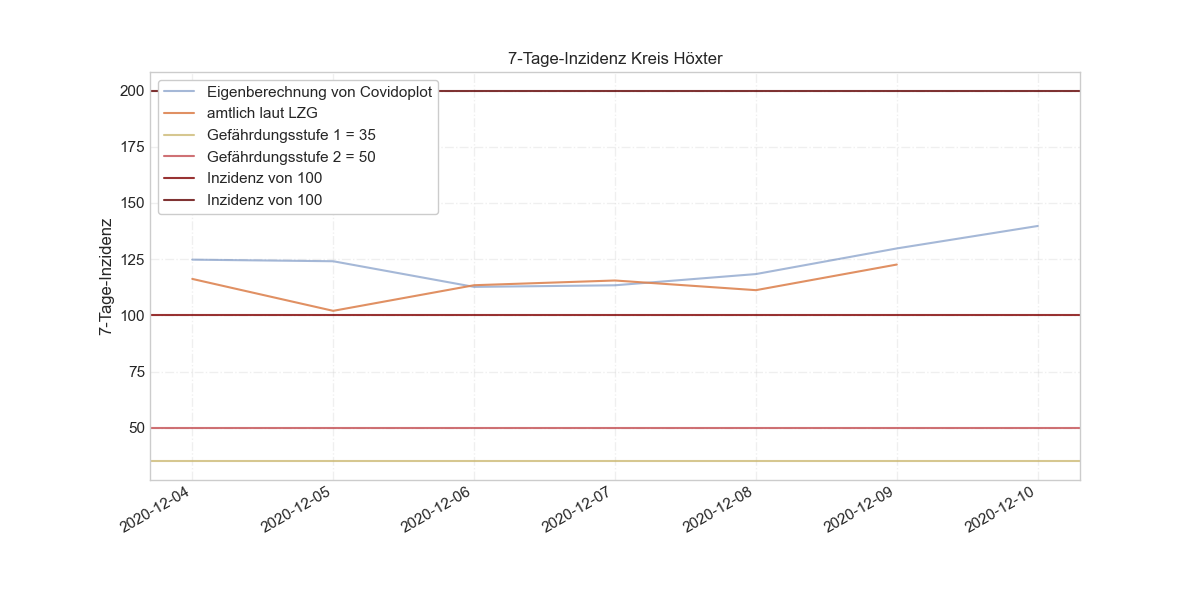 7-Tage-Inzidenz Kreis Höxter
Eigenberechnung von Covidoplot
amtlich laut LZG
Gefährdungsstufe 1 = 35
Gefährdungsstufe 2 = 50
Inzidenz von 100
Inzidenz von 100
7-Tage-Inzidenz
200
175
150
125
100
75
50
2020-12-04
2020-12-05
2020-12-06
2020-12-07
2020-12-08
2020-12-09
2020-12-10